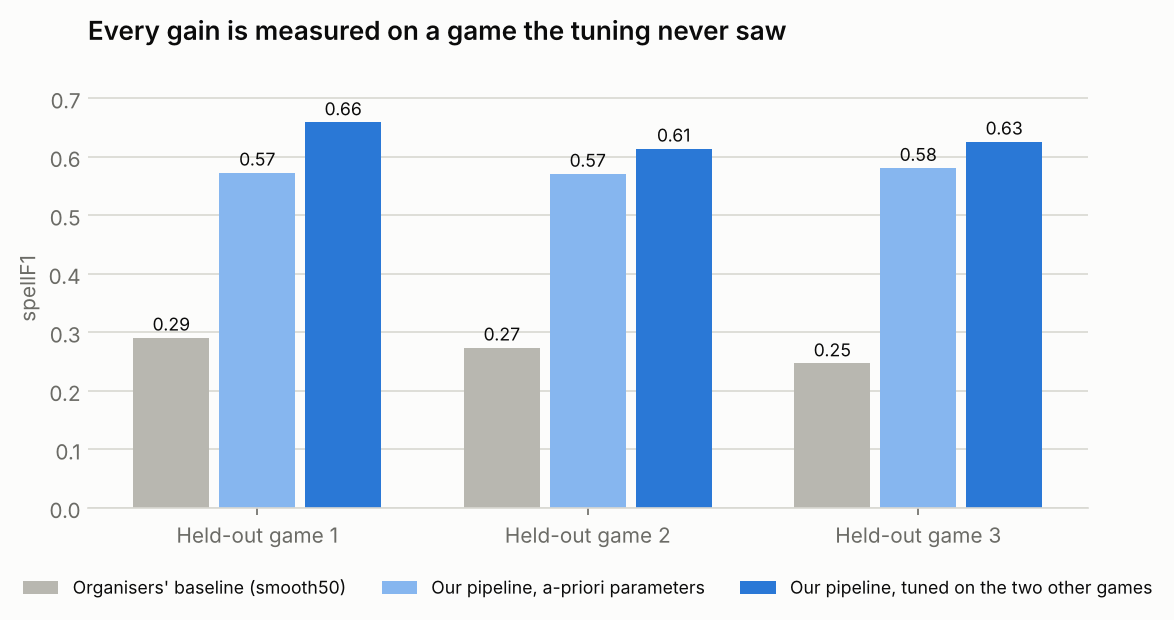 Every gain is measured on a game the tuning never saw
spellF1
0.7
0.6
0.5
0.4
0.3
0.2
0.1
0.0
0.29
0.57
0.66
0.27
0.57
0.61
0.25
0.58
0.63
Held-out game 1
Held-out game 2
Held-out game 3
Organisers' baseline (smooth50)
Our pipeline, a-priori parameters
Our pipeline, tuned on the two other games